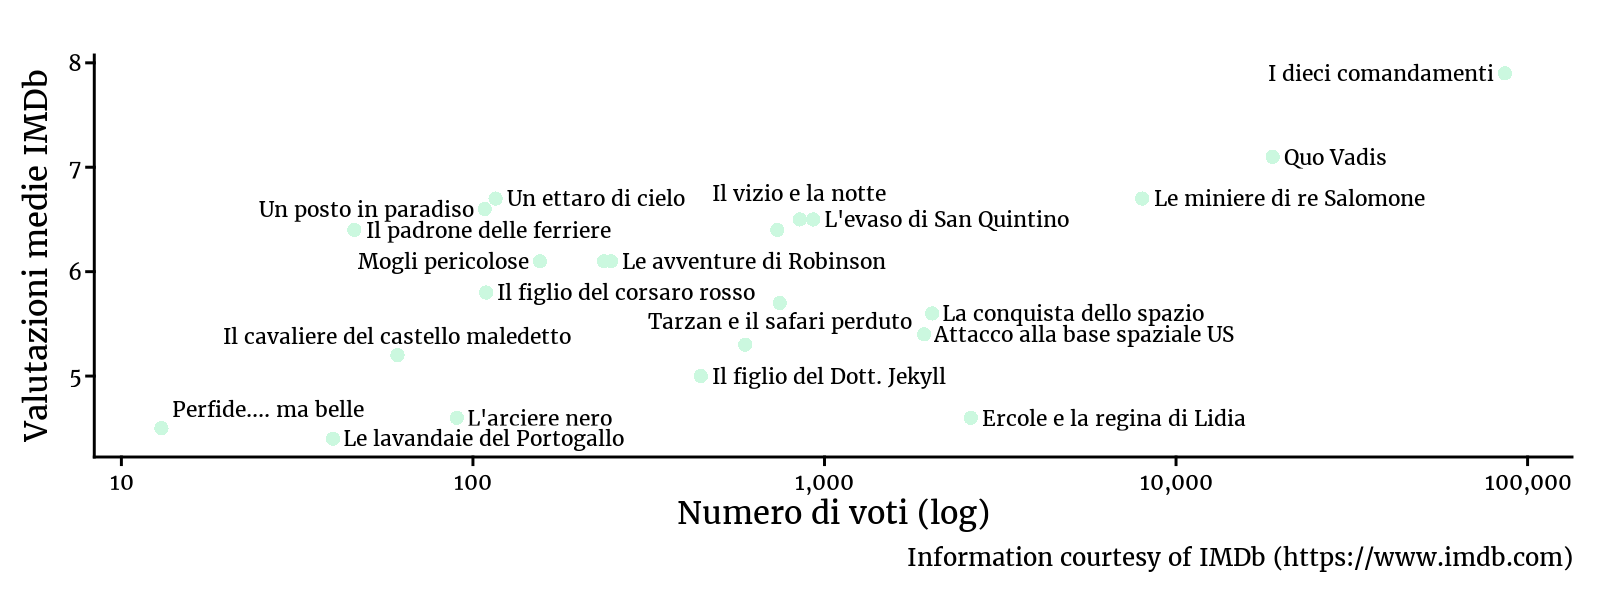 8
I dieci comandamenti
7
Quo Vadis
Il vizio e la notte
Un ettaro di cielo
Le miniere di re Salomone
Un posto in paradiso
L'evaso di San Quintino
Il padrone delle ferriere
6
Mogli pericolose
Le avventure di Robinson
Il figlio del corsaro rosso
La conquista dello spazio
Tarzan e il safari perduto
Attacco alla base spaziale US
Il cavaliere del castello maledetto
5
Il figlio del Dott. Jekyll
Perfide.... ma belle
L'arciere nero
Ercole e la regina di Lidia
Le lavandaie del Portogallo
Valutazioni medie IMDb
10
100
1,000
10,000
100,000
Numero di voti (log)
Information courtesy of IMDb (https://www.imdb.com)